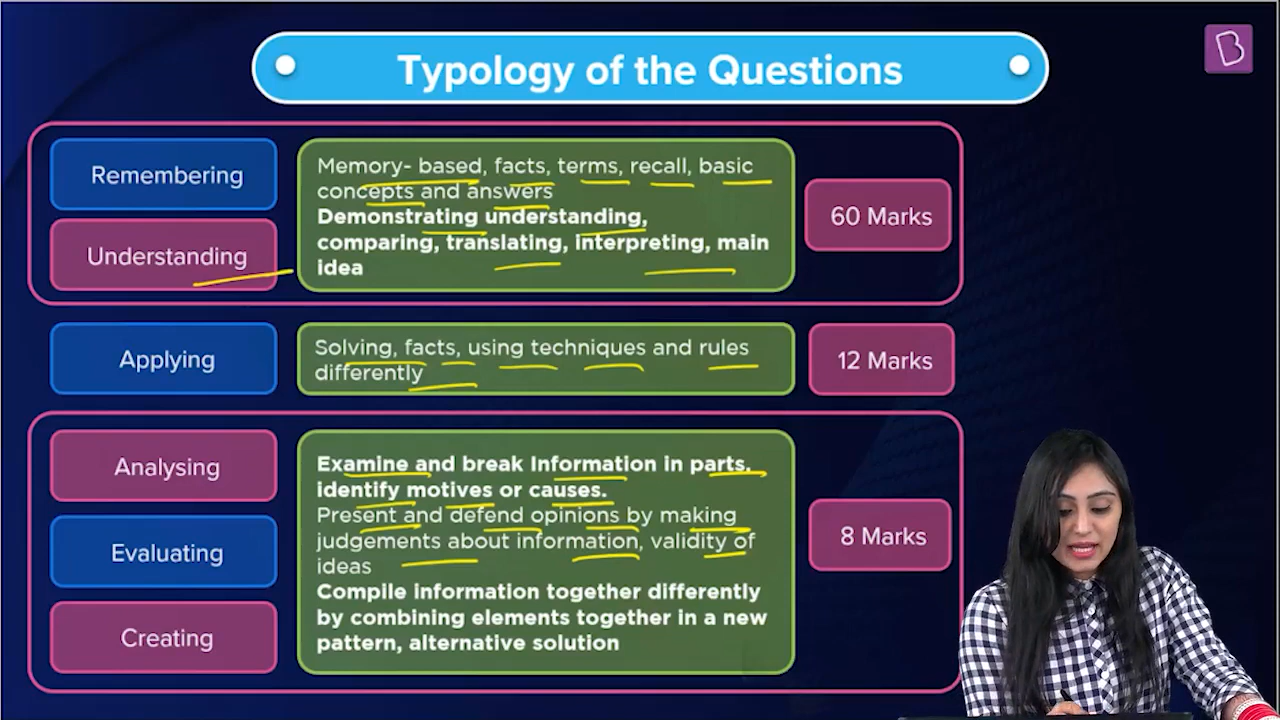 Typology of the Questions
B
Remembering
Understanding
Memory- based, facts, terms, recall, basic
concepts and answers
Demonstrating understanding,
comparing, translating, interpreting, main
idea
60 Marks
Applying
Solving, facts, using techniques and rules
differently
12 Marks
Analysing
Evaluating
Creating
Examine and break Information in parts,
identify motives or causes.
Present and defend opinions by making
judgements about information, validity of
ideas
Compile information together differently
by combining elements together in a new
pattern, alternative solution
8 Marks